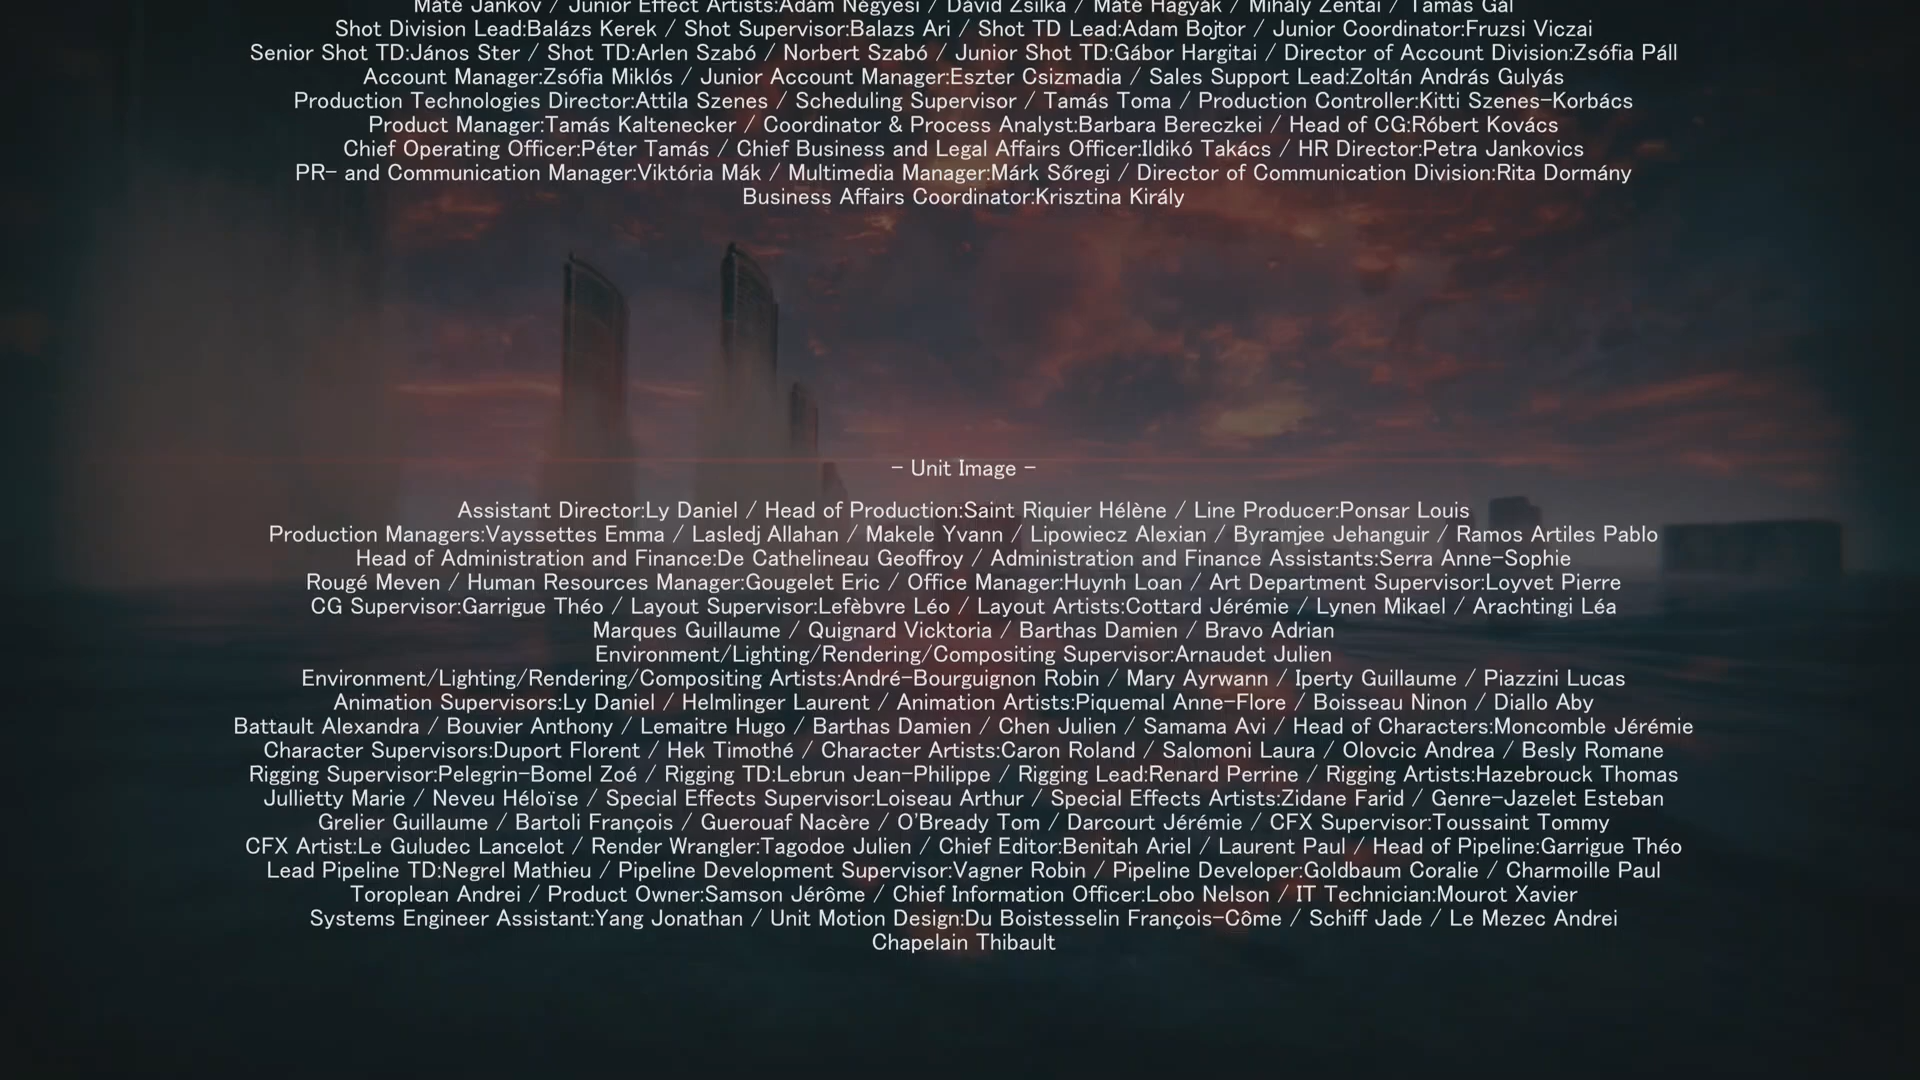 Máté Jankov / Junior Effect Artists:Ádám Négyesi / Dávid Zsilka / Máté Hagyák / Mihály Zentai / Tamás Gál
Shot Division Lead:Balázs Kerek / Shot Supervisor:Balazs Ari / Shot TD Lead:Adam Bojtor / Junior Coordinator:Fruzsi Viczai
Senior Shot TD:János Ster / Shot TD:Arlen Szabó / Norbert Szabó / Junior Shot TD:Gábor Hargitai / Director of Account Division:Zsófia Páll
Account Manager:Zsófia Miklós / Junior Account Manager:Eszter Csizmadia / Sales Support Lead:Zoltán András Gulyás
Production Technologies Director:Attila Szenes / Scheduling Supervisor / Tamás Toma / Production Controller:Kitti Szenes-Korbács
Product Manager:Tamás Kaltenecker / Coordinator & Process Analyst:Barbara Bereczkei / Head of CG:Róbert Kovács
Chief Operating Officer:Péter Tamás / Chief Business and Legal Affairs Officer:Ildikó Takács / HR Director:Petra Jankovics
PR- and Communication Manager:Viktória Mák / Multimedia Manager:Márk Sőregi / Director of Communication Division:Rita Dormány
Business Affairs Coordinator:Krisztina Király
- Unit Image -
Assistant Director:Ly Daniel / Head of Production:Saint Riquier Hélène / Line Producer:Ponsar Louis
Production Managers:Vayssettes Emma / Lasledj Allahan / Makele Yvann / Lipowiecz Alexian / Byramjee Jehanguir / Ramos Artiles Pablo
Head of Administration and Finance:De Cathelineau Geoffroy / Administration and Finance Assistants:Serra Anne-Sophie
Rougé Meven / Human Resources Manager:Gougelet Eric / Office Manager:Huynh Loan / Art Department Supervisor:Loyvet Pierre
CG Supervisor:Garrigue Théo / Layout Supervisor:Lefèbvre Léo / Layout Artists:Cottard Jérémie / Lynen Mikael / Arachtingi Léa
Marques Guillaume / Quignard Vicktoria / Barthas Damien / Bravo Adrian
Environment/Lighting/Rendering/Compositing Supervisor:Arnaudet Julien
Environment/Lighting/Rendering/Compositing Artists:André-Bourguignon Robin / Mary Ayrwann / Iperty Guillaume / Piazzini Lucas
Animation Supervisors:Ly Daniel / Helmlinger Laurent / Animation Artists:Piquemal Anne-Flore / Boisseau Ninon / Diallo Aby
Battault Alexandra / Bouvier Anthony / Lemaitre Hugo / Barthas Damien / Chen Julien / Samama Avi / Head of Characters:Moncomble Jérémie
Character Supervisors:Duport Florent / Hek Timothé / Character Artists:Caron Roland / Salomoni Laura / Olovcic Andrea / Besly Romane
Rigging Supervisor:Pelegrin-Bomel Zoé / Rigging TD:Lebrun Jean-Philippe / Rigging Lead:Renard Perrine / Rigging Artists:Hazebrouck Thomas
Jullietty Marie / Neveu Héloïse / Special Effects Supervisor:Loiseau Arthur / Special Effects Artists:Zidane Farid / Genre-Jazelet Esteban
Grelier Guillaume / Bartoli François / Guerouaf Nacère / O'Bready Tom / Darcourt Jérémie / CFX Supervisor:Toussaint Tommy
CFX Artist:Le Guludec Lancelot / Render Wrangler:Tagodoe Julien / Chief Editor:Benitah Ariel / Laurent Paul / Head of Pipeline:Garrigue Théo
Lead Pipeline TD:Negrel Mathieu / Pipeline Development Supervisor:Vagner Robin / Pipeline Developer:Goldbaum Coralie / Charmoille Paul
Toroplean Andrei / Product Owner:Samson Jérôme / Chief Information Officer:Lobo Nelson / IT Technician:Mourot Xavier
Systems Engineer Assistant:Yang Jonathan / Unit Motion Design:Du Boistesselin François-Côme / Schiff Jade / Le Mezec Andrei
Chapelain Thibault